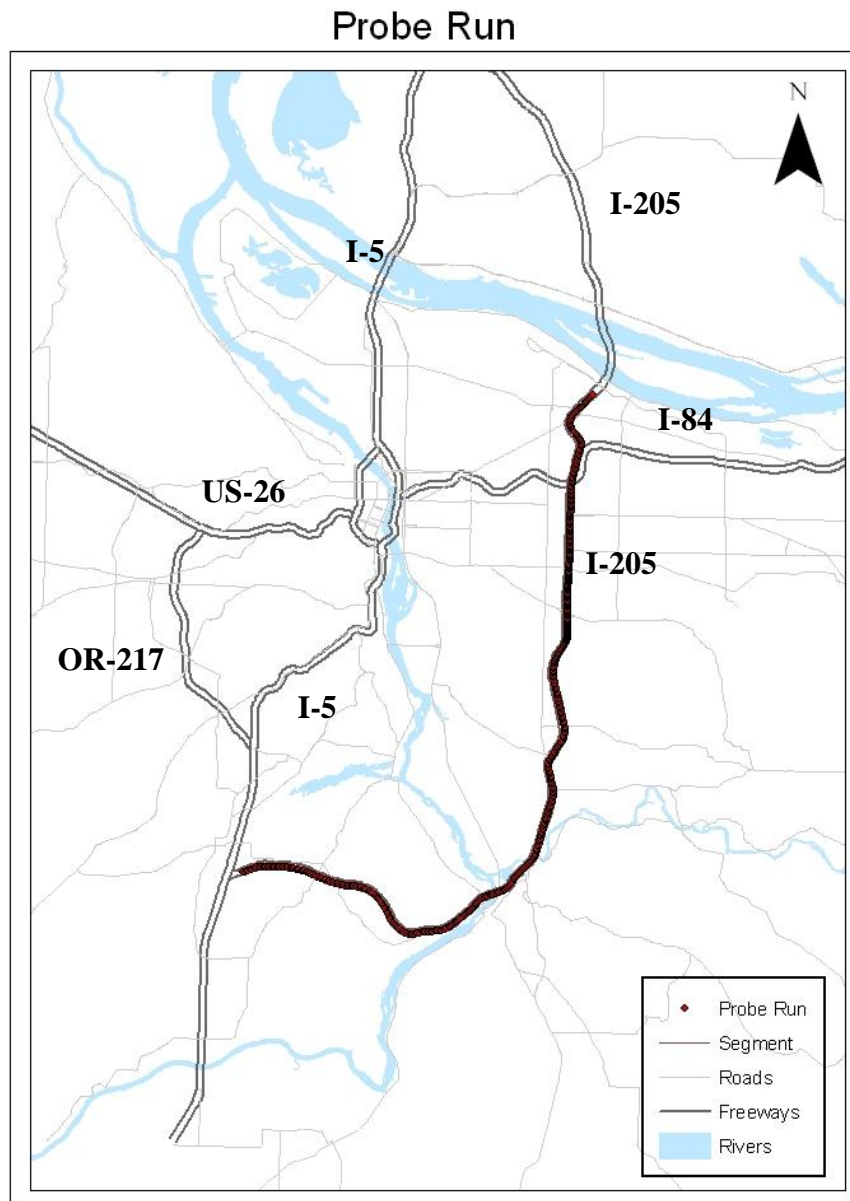 Probe Run
N
I-205
I-5
I-84
US-26
I-205
OR-217
I-5
Probe Run
Segment
Roads
Freeways
Rivers